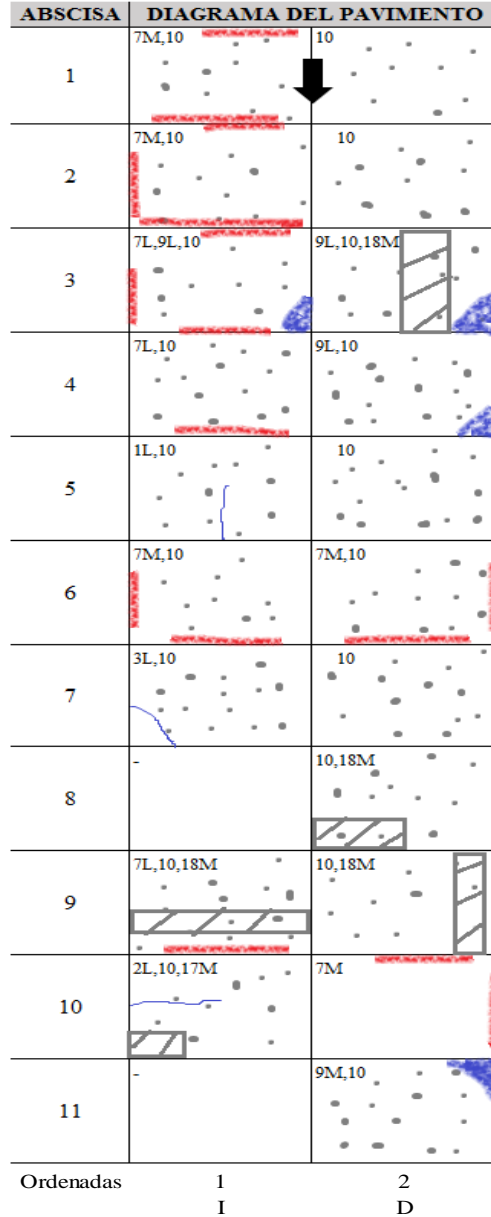 ABSCISA DIAGRAMA DEL PAVIMENTO
7M,10 10
1
7M,10 10
2
7L,9L,10 9L,10,18M
3
7L,10 9L,10
4
1L,10 10
5
7M,10 7M,10
6
3L,10 10
7
- 10,18M
8
7L,10,18M 10,18M
9
2L,10,17M 7M
10
- 9M,10
11
Ordenadas 1 2
I D